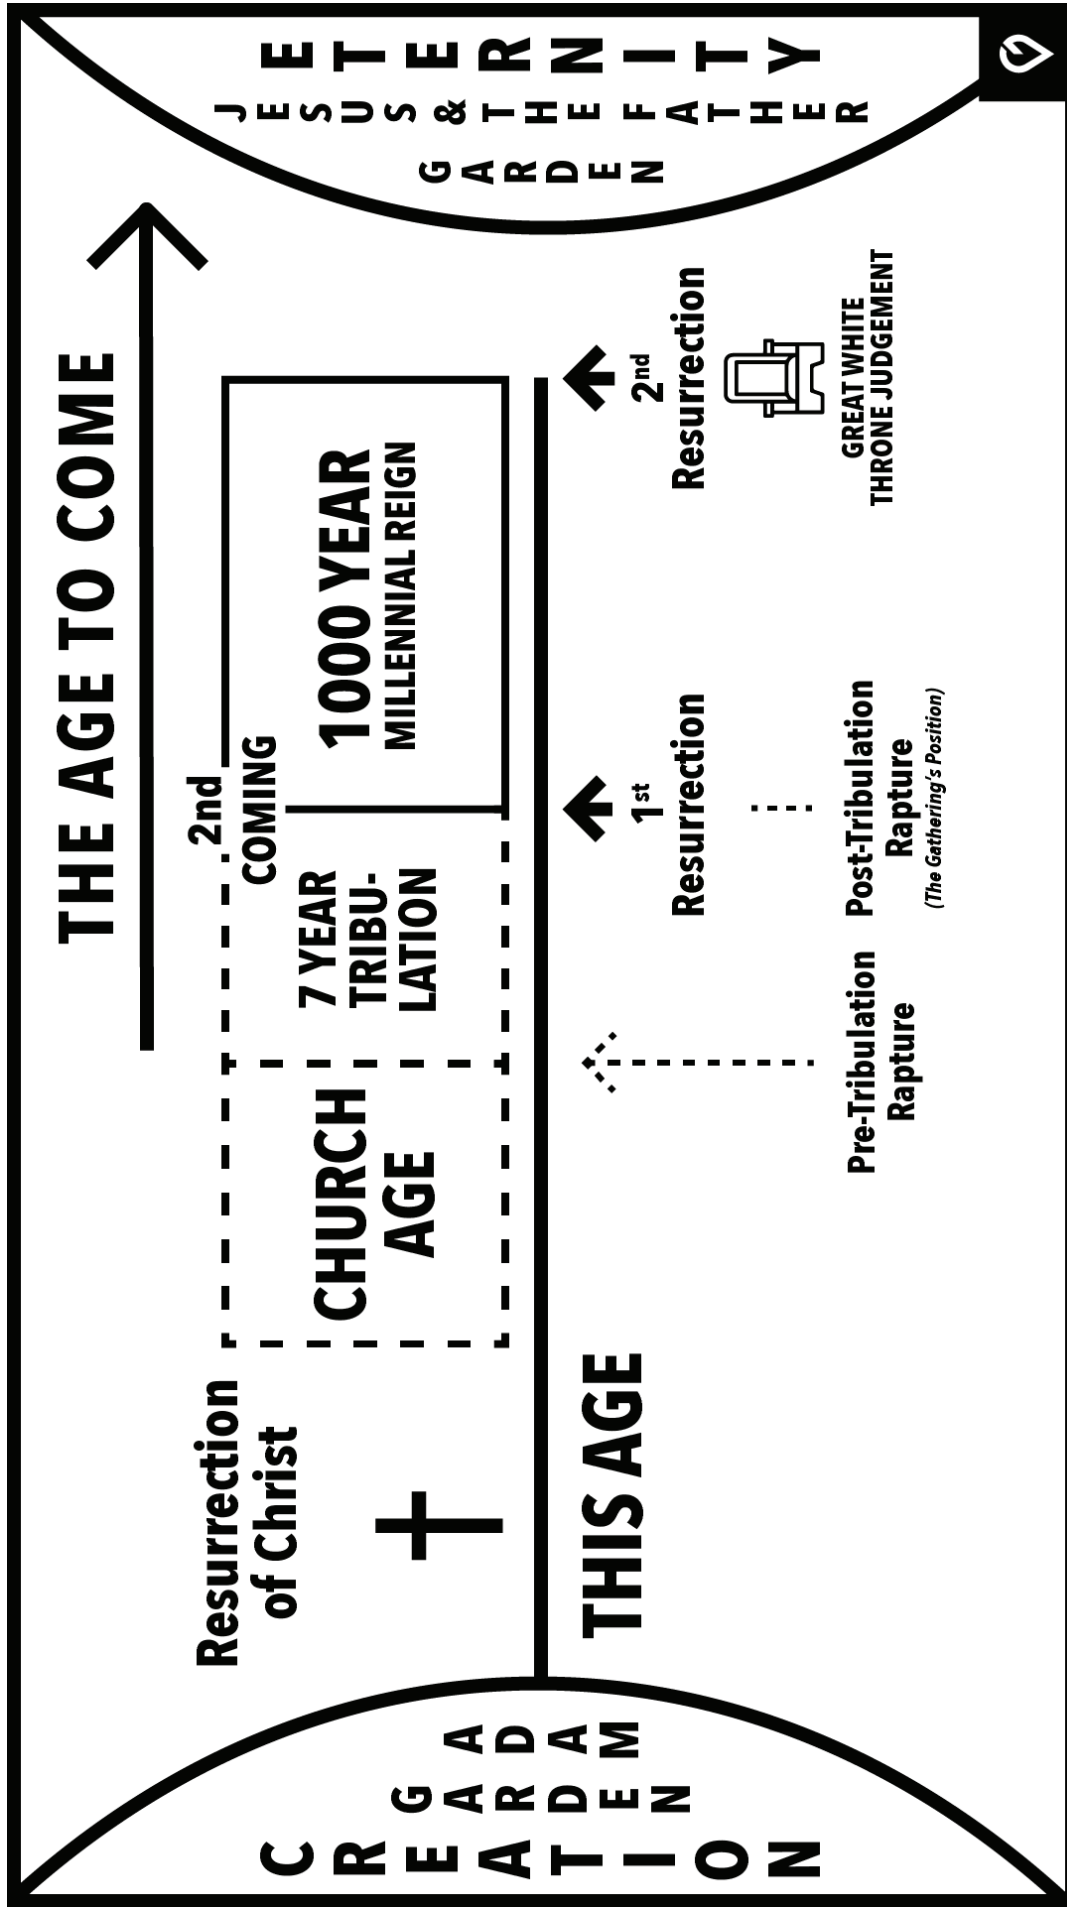 CREATION
GARDEN
ADAM
Resurrection
of Christ
THIS AGE
CHURCH
AGE
THE AGE TO COME
7 YEAR
TRIBU-
LATION
2nd
COMING
1000 YEAR
MILLENNIAL REIGN
Pre-Tribulation
Rapture
1st
Resurrection
Post-Tribulation
Rapture
(The Gathering's Position)
2nd
Resurrection
GREAT WHITE
THRONE JUDGEMENT
ETERNITY
JESUS & THE FATHER
GARDEN